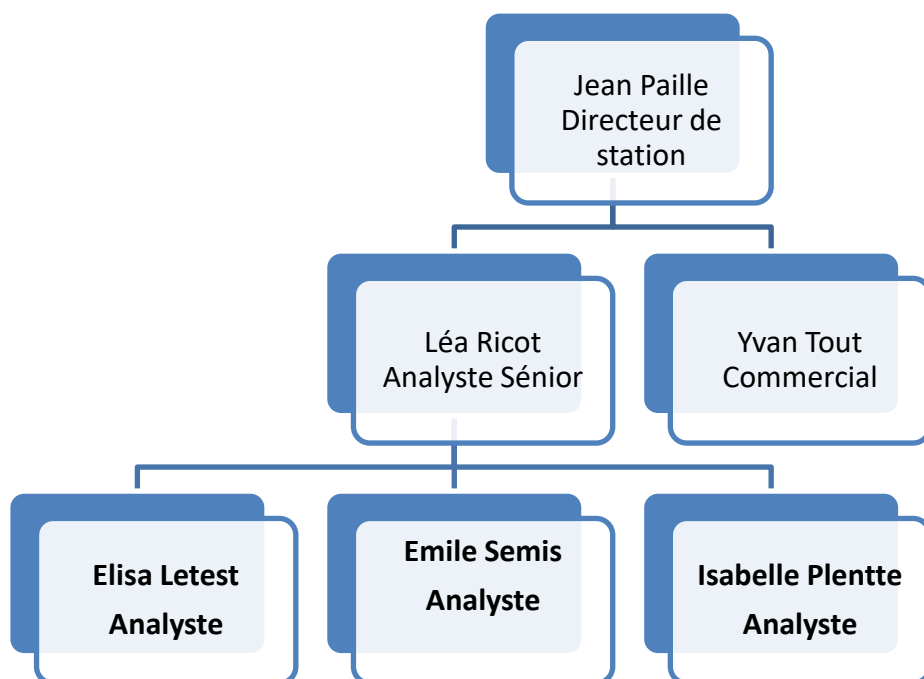 Jean Paille
Directeur de
station
Léa Ricot
Analyste Sénior
Yvan Tout
Commercial
Elisa Letest
Analyste
Emile Semis
Analyste
Isabelle Plentte
Analyste